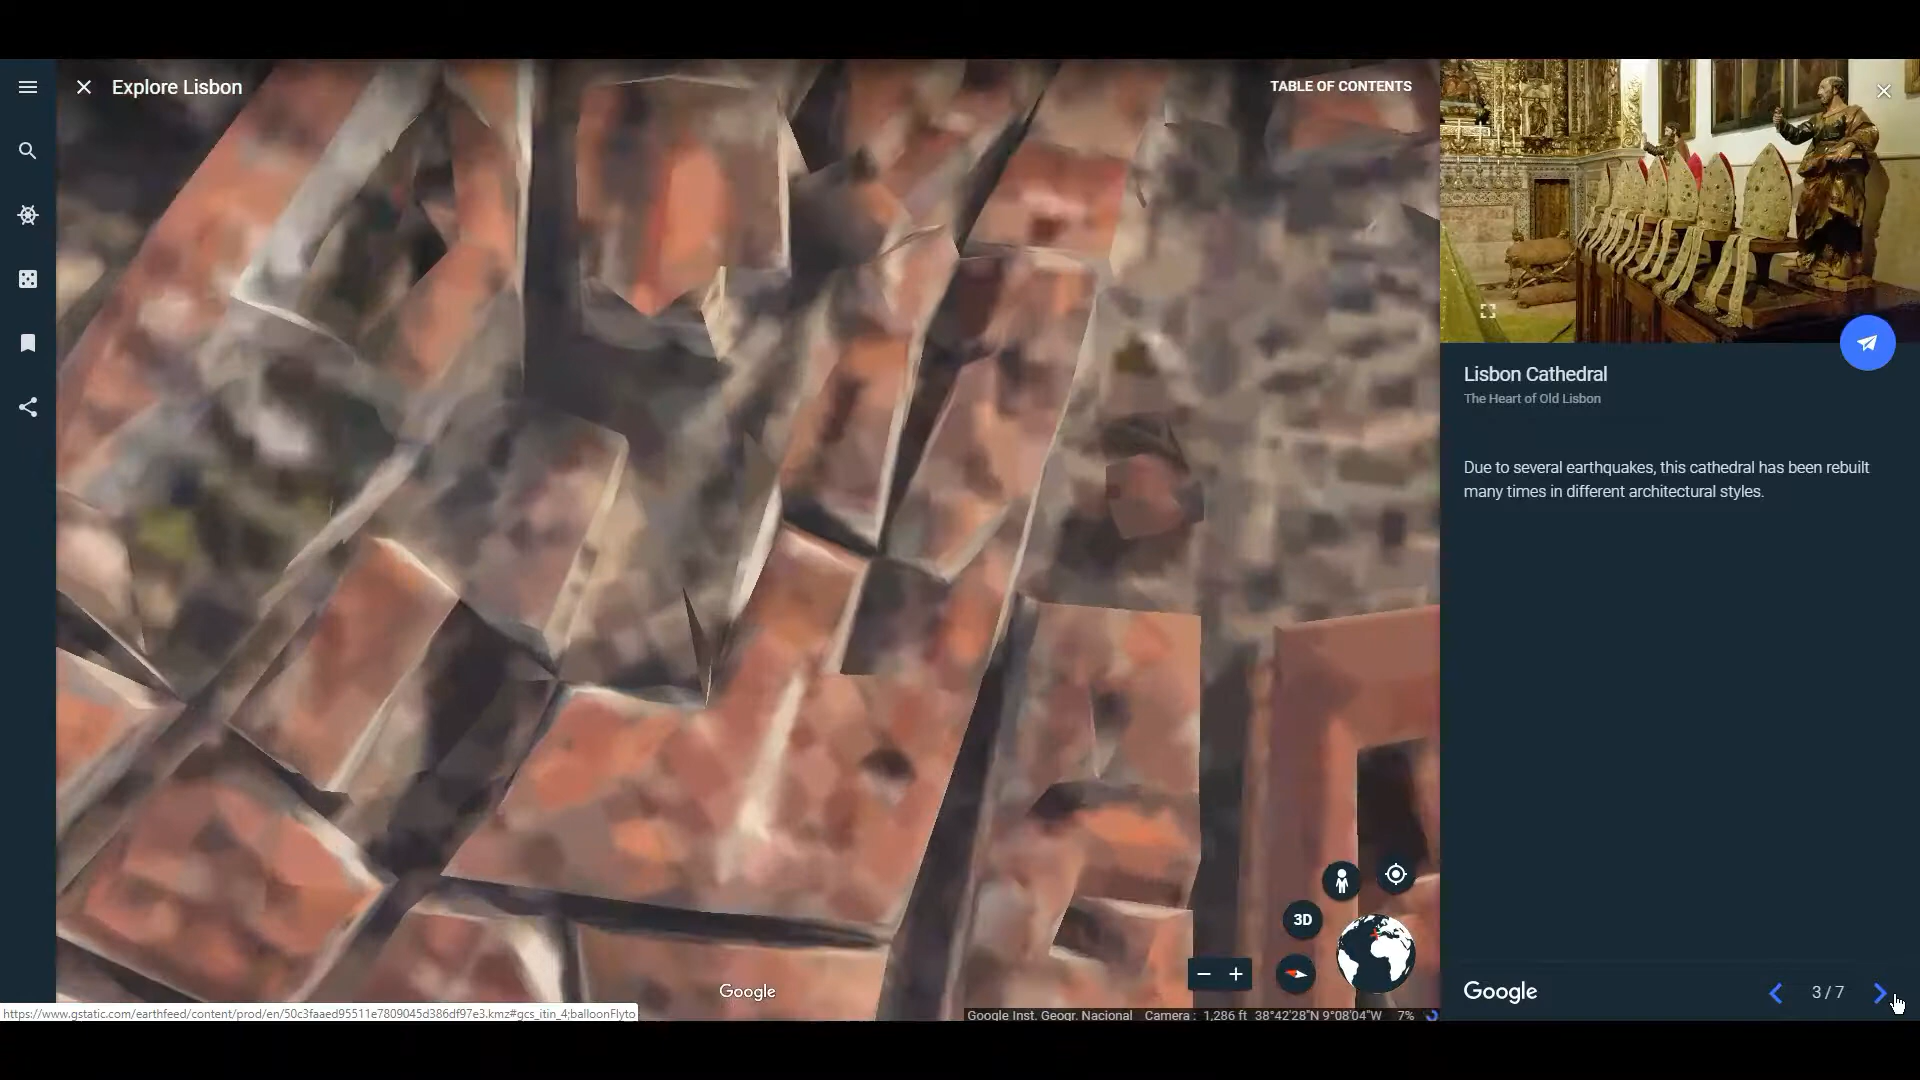 Explore Lisbon
TABLE OF CONTENTS
Lisbon Cathedral
The Heart of Old Lisbon
Due to several earthquakes, this cathedral has been rebuilt
many times in different architectural styles.
3D
Google
Google
3 / 7
https://www.gstatic.com/earthfeed/content/prod/en/50c3faaed95511e7809045d386df97e3.kmz#gcs_itin_4;balloonFlyto
Google Inst. Geogr. Nacional Camera : 1,286 ft 38°42'28"N 9°08'04"W 7%